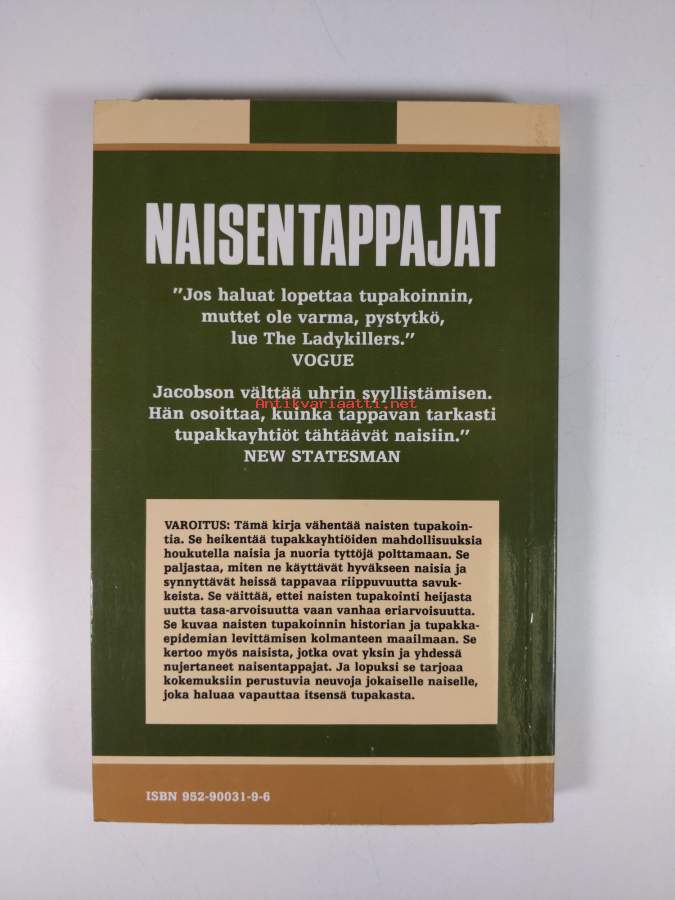 NAISENTAPPAJAT
"Jos haluat lopettaa tupakoinnin,
muttet ole varma, pystytkö,
lue The Ladykillers."
VOGUE
Jacobson välttää uhrin syyllistämisen.
Antikvariaatti.net
Hän osoittaa, kuinka tappavan tarkasti
tupakkayhtiöt tähtäävät naisiin."
NEW STATESMAN
VAROITUS: Tämä kirja vähentää naisten tupakoin-
tia. Se heikentää tupakkayhtiöiden mahdollisuuksia
houkutella naisia ja nuoria tyttöjä polttamaan. Se
paljastaa, miten ne käyttävät hyväkseen naisia ja
synnyttävät heissä tappavaa riippuvuutta savuk-
keista. Se väittää, ettei naisten tupakointi heijasta
uutta tasa-arvoisuutta vaan vanhaa eriarvoisuutta.
Se kuvaa naisten tupakoinnin historian ja tupakka-
epidemian levittämisen kolmanteen maailmaan. Se
kertoo myös naisista, jotka ovat yksin ja yhdessä
nujertaneet naisentappajat. Ja lopuksi se tarjoaa
kokemuksiin perustuvia neuvoja jokaiselle naiselle,
joka haluaa vapauttaa itsensä tupakasta.
ISBN 952-90031-9-6